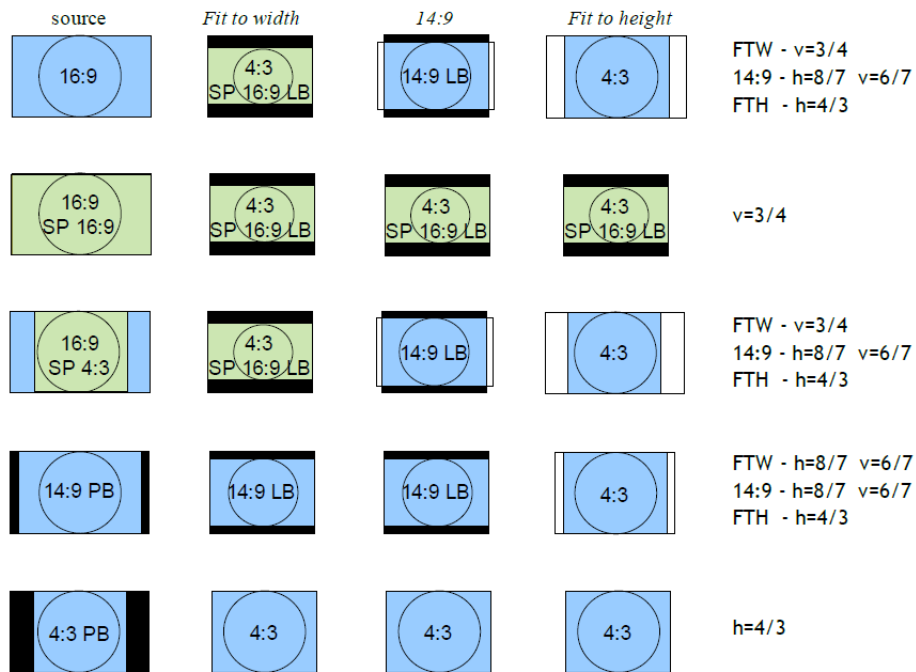 source Fit to width 14:9 Fit to height
16:9
4:3
SP 16:9 LB
14:9 LB
4:3
FTW - v=3/4
14:9 - h=8/7 v=6/7
FTH - h=4/3
16:9
SP 16:9
4:3
SP 16:9 LB
4:3
SP 16:9 LB
4:3
SP 16:9 LB
v=3/4
16:9
SP 4:3
4:3
SP 16:9 LB
14:9 LB
4:3
FTW - v=3/4
14:9 - h=8/7 v=6/7
FTH - h=4/3
14:9 PB
14:9 LB
14:9 LB
4:3
FTW - h=8/7 v=6/7
14:9 - h=8/7 v=6/7
FTH - h=4/3
4:3 PB
4:3
4:3
4:3
h=4/3